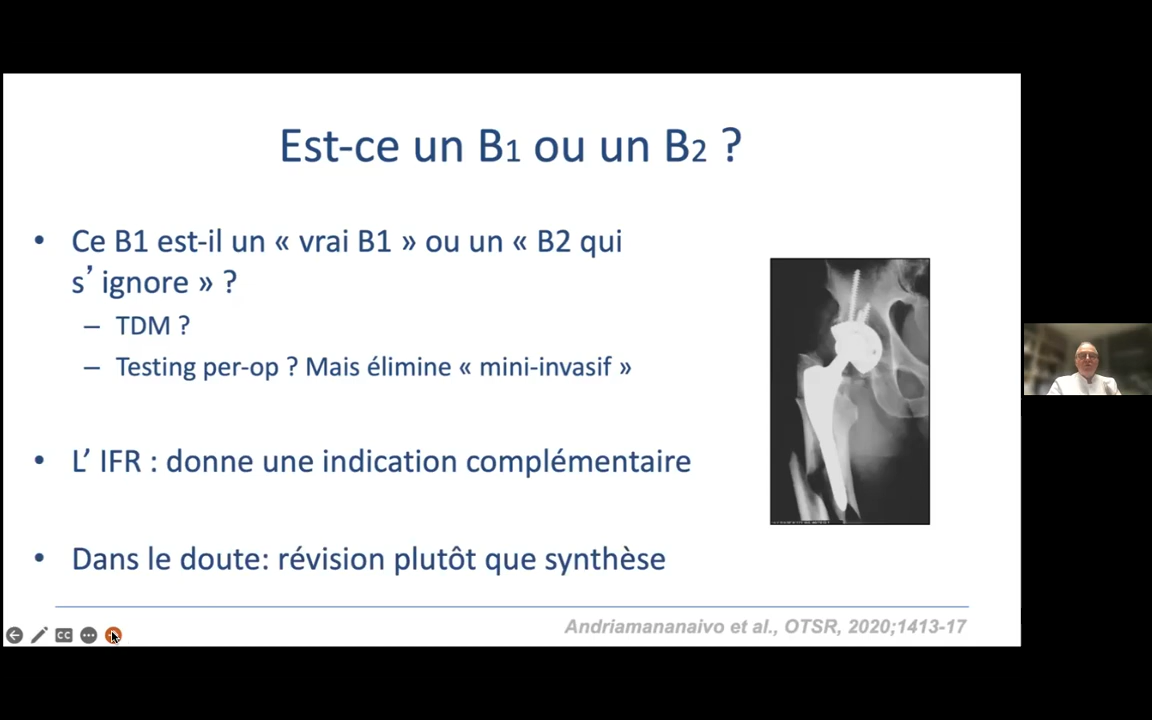 Est-ce un B1 ou un B2 ?
• Ce B1 est-il un « vrai B1 » ou un « B2 qui
s’ ignore » ?
– TDM ?
– Testing per-op ? Mais élimine « mini-invasif »
• L’ IFR : donne une indication complémentaire
• Dans le doute: révision plutôt que synthèse
Andriamananaivo et al., OTSR, 2020;1413-17
CC